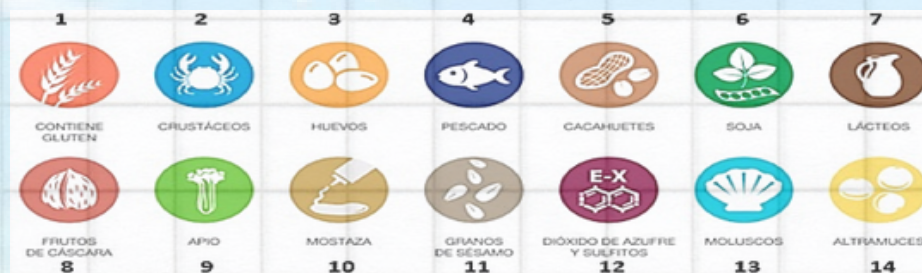 1 2 3 4 5 6 7
CONTIENE GLUTEN
CRUSTÁCEOS
HUEVOS
PESCADO
CACAHUETES
SOJA
LÁCTEOS
E-X
FRUTOS DE CÁSCARA
APIO
MOSTAZA
GRANOS DE SÉSAMO
DIÓXIDO DE AZUFRE Y SULFITOS
MOLUSCOS
ALTRAMUCES
8 9 10 11 12 13 14